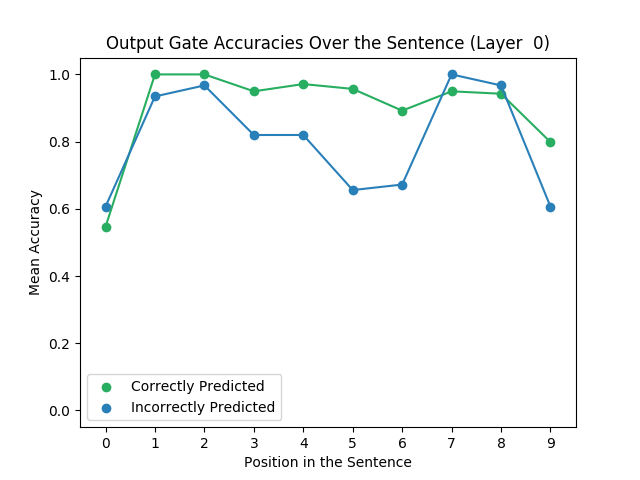 Output Gate Accuracies Over the Sentence (Layer  0)
Mean Accuracy
1.0
0.8
0.6
0.4
0.2
0.0
Correctly Predicted
Incorrectly Predicted
0 1 2 3 4 5 6 7 8 9
Position in the Sentence